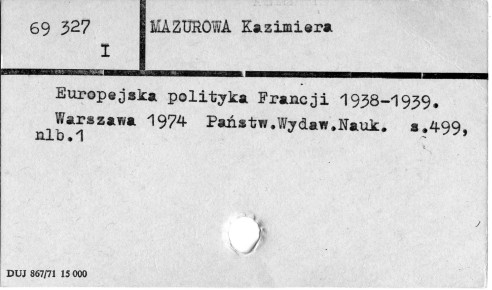 69 327
I
MAZUROWA Kazimiera
Europejska polityka Francji 1938-1939.
Warszawa 1974 Państw.Wydaw.Nauk. s.499,
nlb.1
DUJ 867/71 15 000